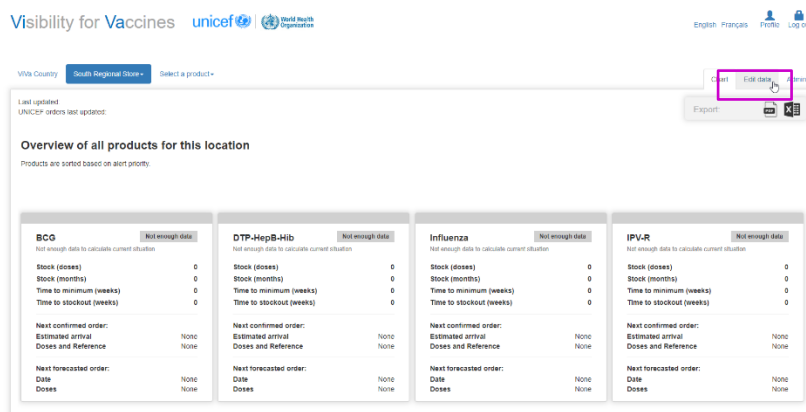 Visibility for Vaccines unicef World Health Organization
English Français Profile Log o
ViVa Country South Regional Store Select a product
Chart Edit data Admin
Last updated
UNICEF orders last updated:
Export:
Overview of all products for this location
Products are sorted based on alert priority.
BCG Not enough data
Not enough data to calculate current situation
Stock (doses) 0
Stock (months) 0
Time to minimum (weeks) 0
Time to stockout (weeks) 0
Next confirmed order:
Estimated arrival None
Doses and Reference None
Next forecasted order:
Date None
Doses None
DTP-HepB-Hib Not enough data
Not enough data to calculate current situation
Stock (doses) 0
Stock (months) 0
Time to minimum (weeks) 0
Time to stockout (weeks) 0
Next confirmed order:
Estimated arrival None
Doses and Reference None
Next forecasted order:
Date None
Doses None
Influenza Not enough data
Not enough data to calculate current situation
Stock (doses) 0
Stock (months) 0
Time to minimum (weeks) 0
Time to stockout (weeks) 0
Next confirmed order:
Estimated arrival None
Doses and Reference None
Next forecasted order:
Date None
Doses None
IPV-R Not enough data
Not enough data to calculate current situation
Stock (doses) 0
Stock (months) 0
Time to minimum (weeks) 0
Time to stockout (weeks) 0
Next confirmed order:
Estimated arrival None
Doses and Reference None
Next forecasted order:
Date None
Doses None